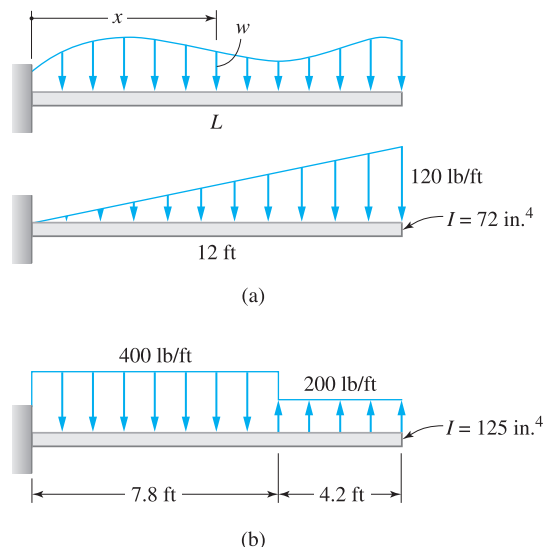 x
w
L
120 lb/ft
I = 72 in.⁴
12 ft
(a)
400 lb/ft
200 lb/ft
I = 125 in.⁴
7.8 ft
4.2 ft
(b)